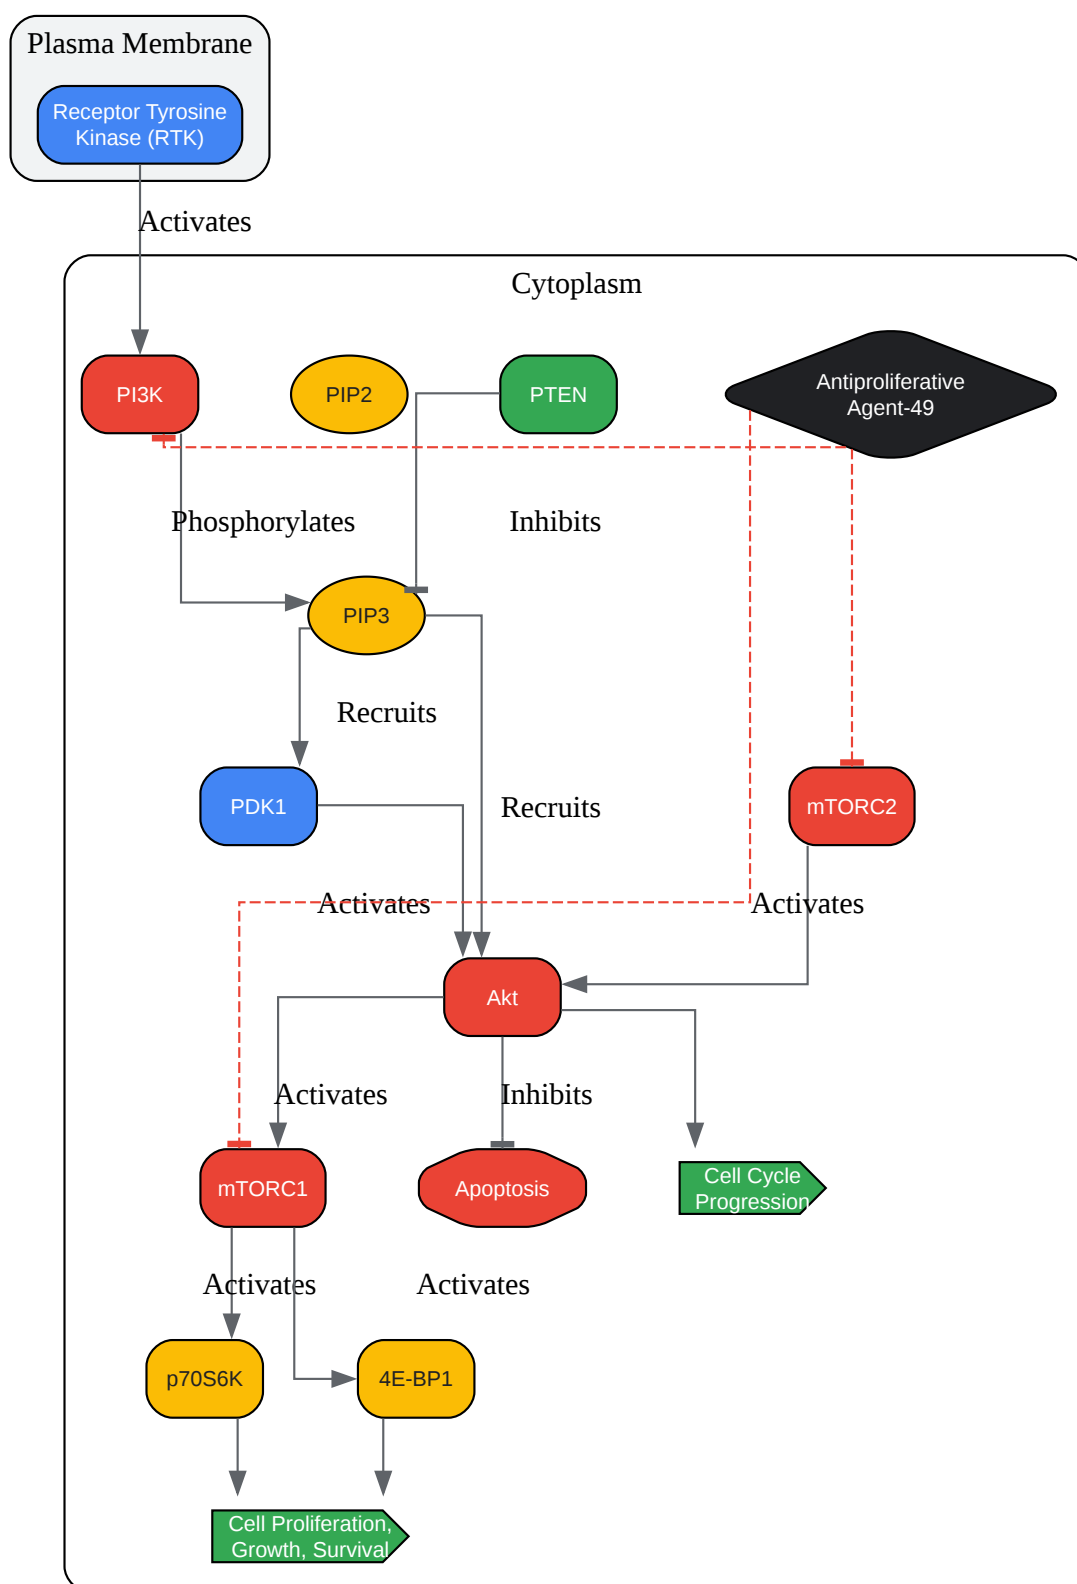 Plasma Membrane
Receptor Tyrosine
Kinase (RTK)
Activates
Cytoplasm
PI3K
PIP2
PTEN
Antiproliferative
Agent-49
Phosphorylates
Inhibits
PIP3
Recruits
PDK1
Recruits
mTORC2
Activates
Activates
Akt
Activates
Inhibits
mTORC1
Apoptosis
Cell Cycle
Progression
Activates
Activates
p70S6K
4E-BP1
Cell Proliferation,
Growth, Survival